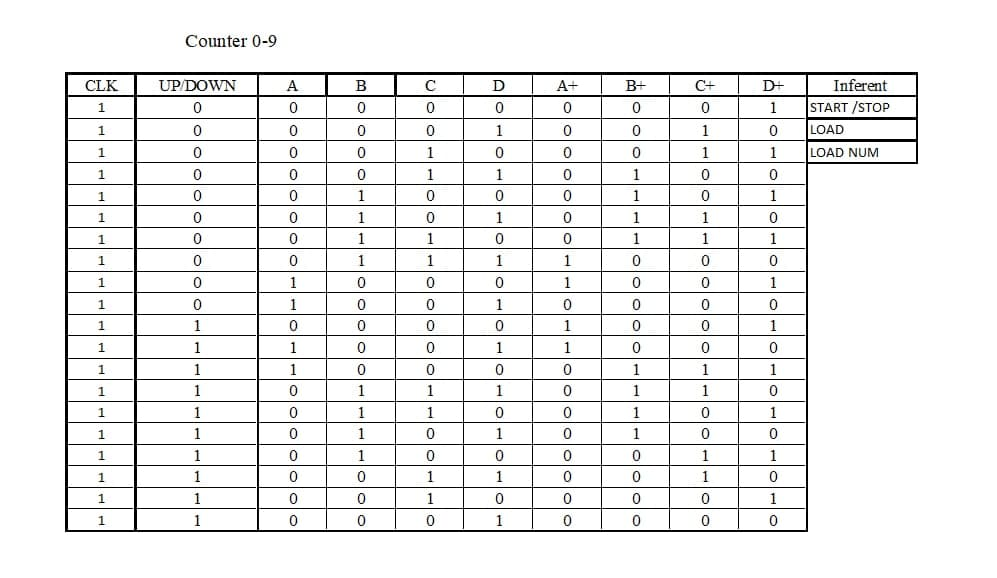 Counter 0-9
CLK UP/DOWN A B C D A+ B+ C+ D+ Inferent
1 0 0 0 0 0 0 0 0 1 START /STOP
1 0 0 0 0 1 0 0 1 0 LOAD
1 0 0 0 1 0 0 0 1 1 LOAD NUM
1 0 0 0 1 1 0 1 0 0
1 0 0 1 0 0 0 1 0 1
1 0 0 1 0 1 0 1 1 0
1 0 0 1 1 0 0 1 1 1
1 0 0 1 1 1 1 0 0 0
1 0 1 0 0 0 1 0 0 1
1 0 1 0 0 1 0 0 0 0
1 1 0 0 0 0 1 0 0 1
1 1 1 0 0 1 1 0 0 0
1 1 1 0 0 0 0 1 1 1
1 1 0 1 1 1 0 1 1 0
1 1 0 1 1 0 0 1 0 1
1 1 0 1 0 1 0 1 0 0
1 1 0 1 0 0 0 0 1 1
1 1 0 0 1 1 0 0 1 0
1 1 0 0 1 0 0 0 0 1
1 1 0 0 0 1 0 0 0 0